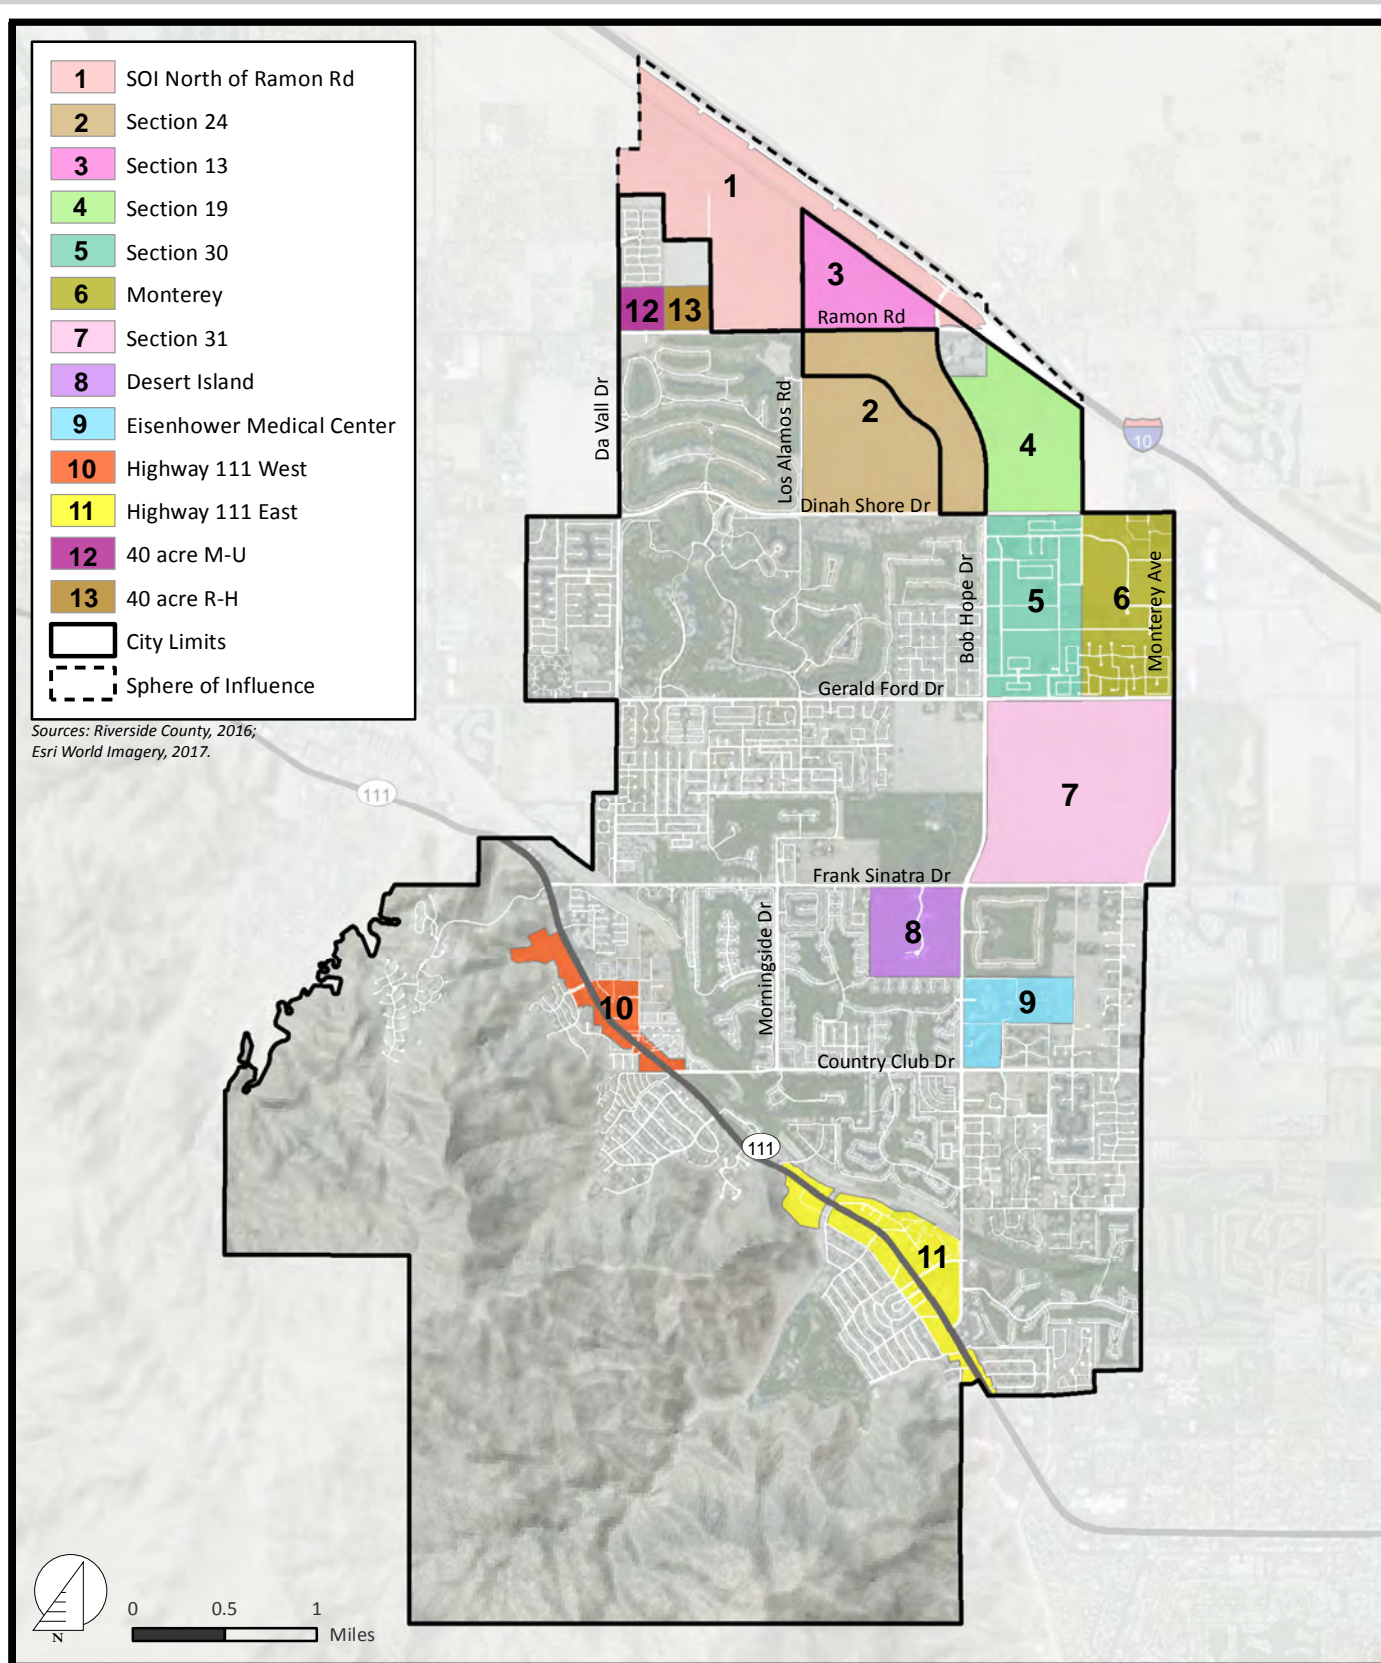 1 SOI North of Ramon Rd
2 Section 24
3 Section 13
4 Section 19
5 Section 30
6 Monterey
7 Section 31
8 Desert Island
9 Eisenhower Medical Center
10 Highway 111 West
11 Highway 111 East
12 40 acre M-U
13 40 acre R-H
City Limits
Sphere of Influence
Sources: Riverside County, 2016;
Esri World Imagery, 2017.
1
3
Ramon Rd
12
13
Da Vall Dr
Los Alamos Rd
2
4
10
Dinah Shore Dr
Bob Hope Dr
5
6
Monterey Ave
Gerald Ford Dr
7
111
Frank Sinatra Dr
Morningside Dr
8
9
10
Country Club Dr
111
11
N
0 0.5 1
Miles